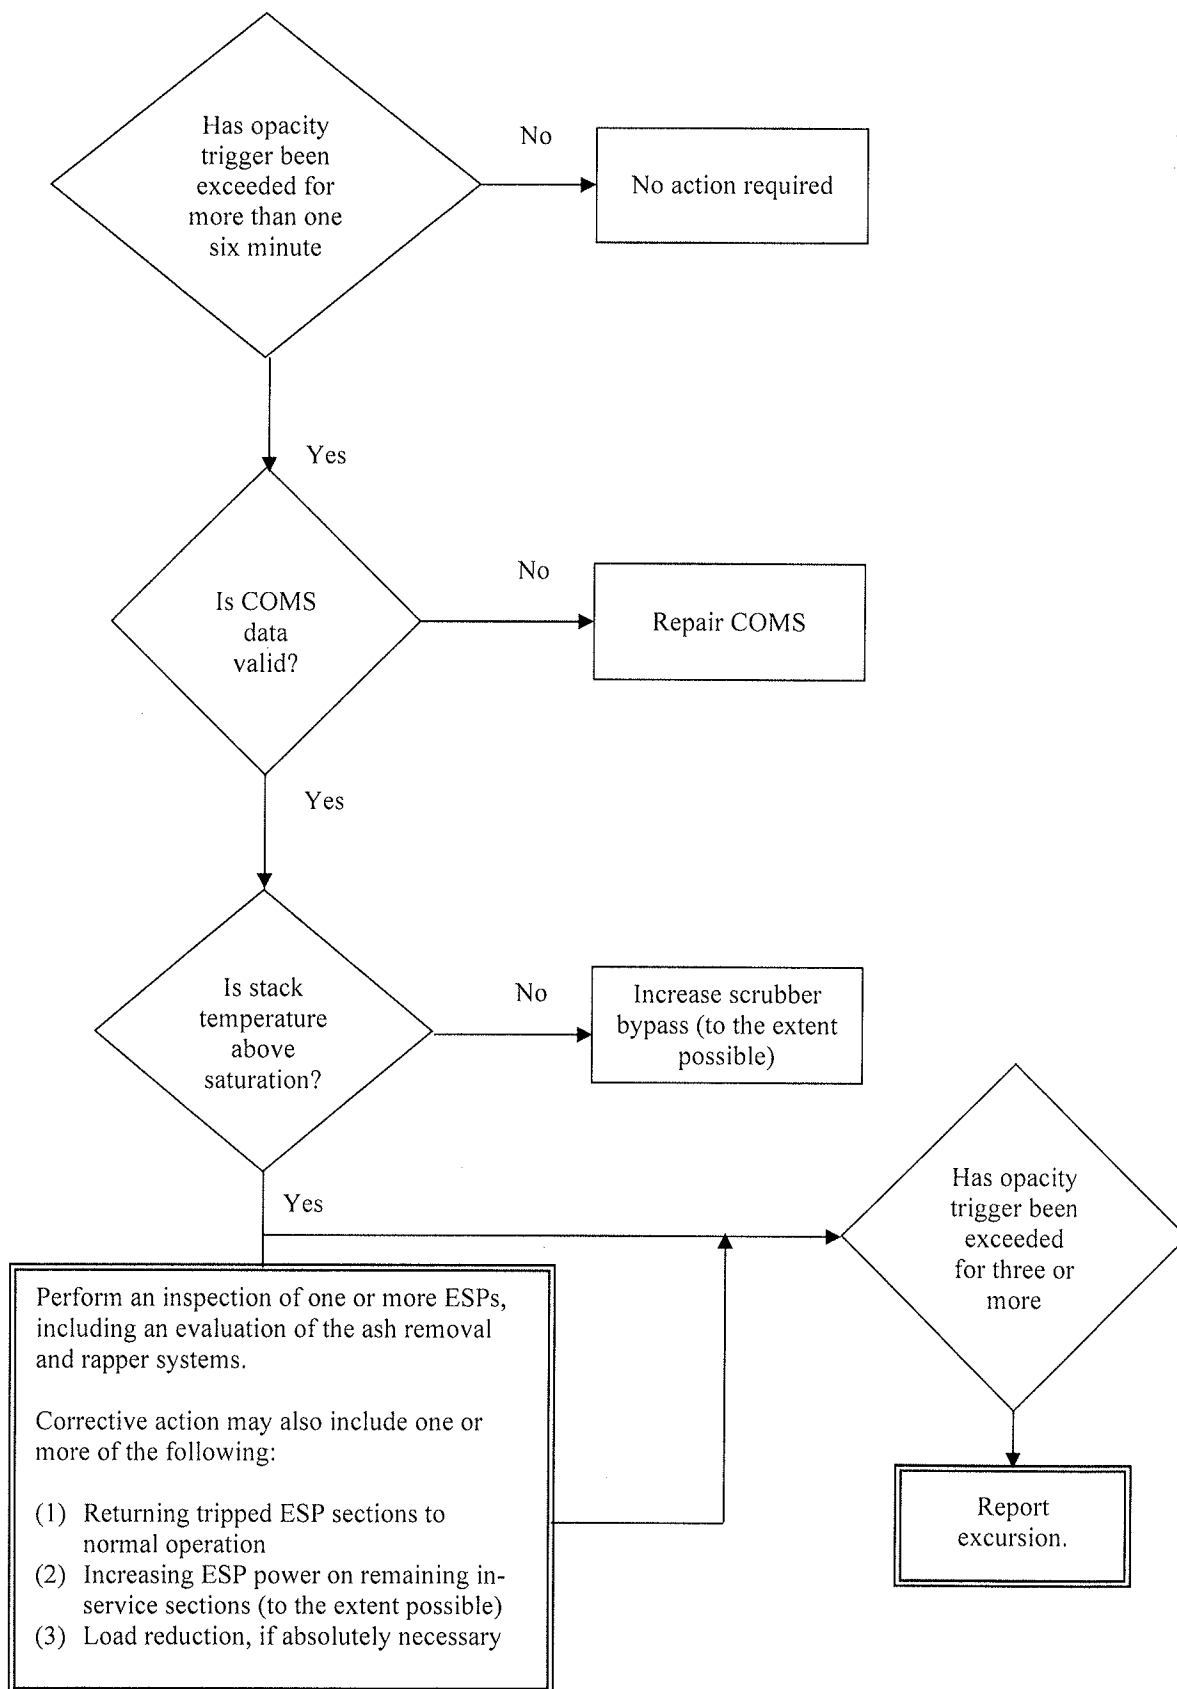 Has opacity
trigger been
exceeded for
more than one
six minute
No
No action required
Yes
Is COMS
data
valid?
No
Repair COMS
Yes
Is stack
temperature
above
saturation?
No
Increase scrubber
bypass (to the extent
possible)
Yes
Has opacity
trigger been
exceeded
for three or
more
Perform an inspection of one or more ESPs,
including an evaluation of the ash removal
and rapper systems.
Corrective action may also include one or
more of the following:
(1) Returning tripped ESP sections to
normal operation
(2) Increasing ESP power on remaining in-
service sections (to the extent possible)
(3) Load reduction, if absolutely necessary
Report
excursion.